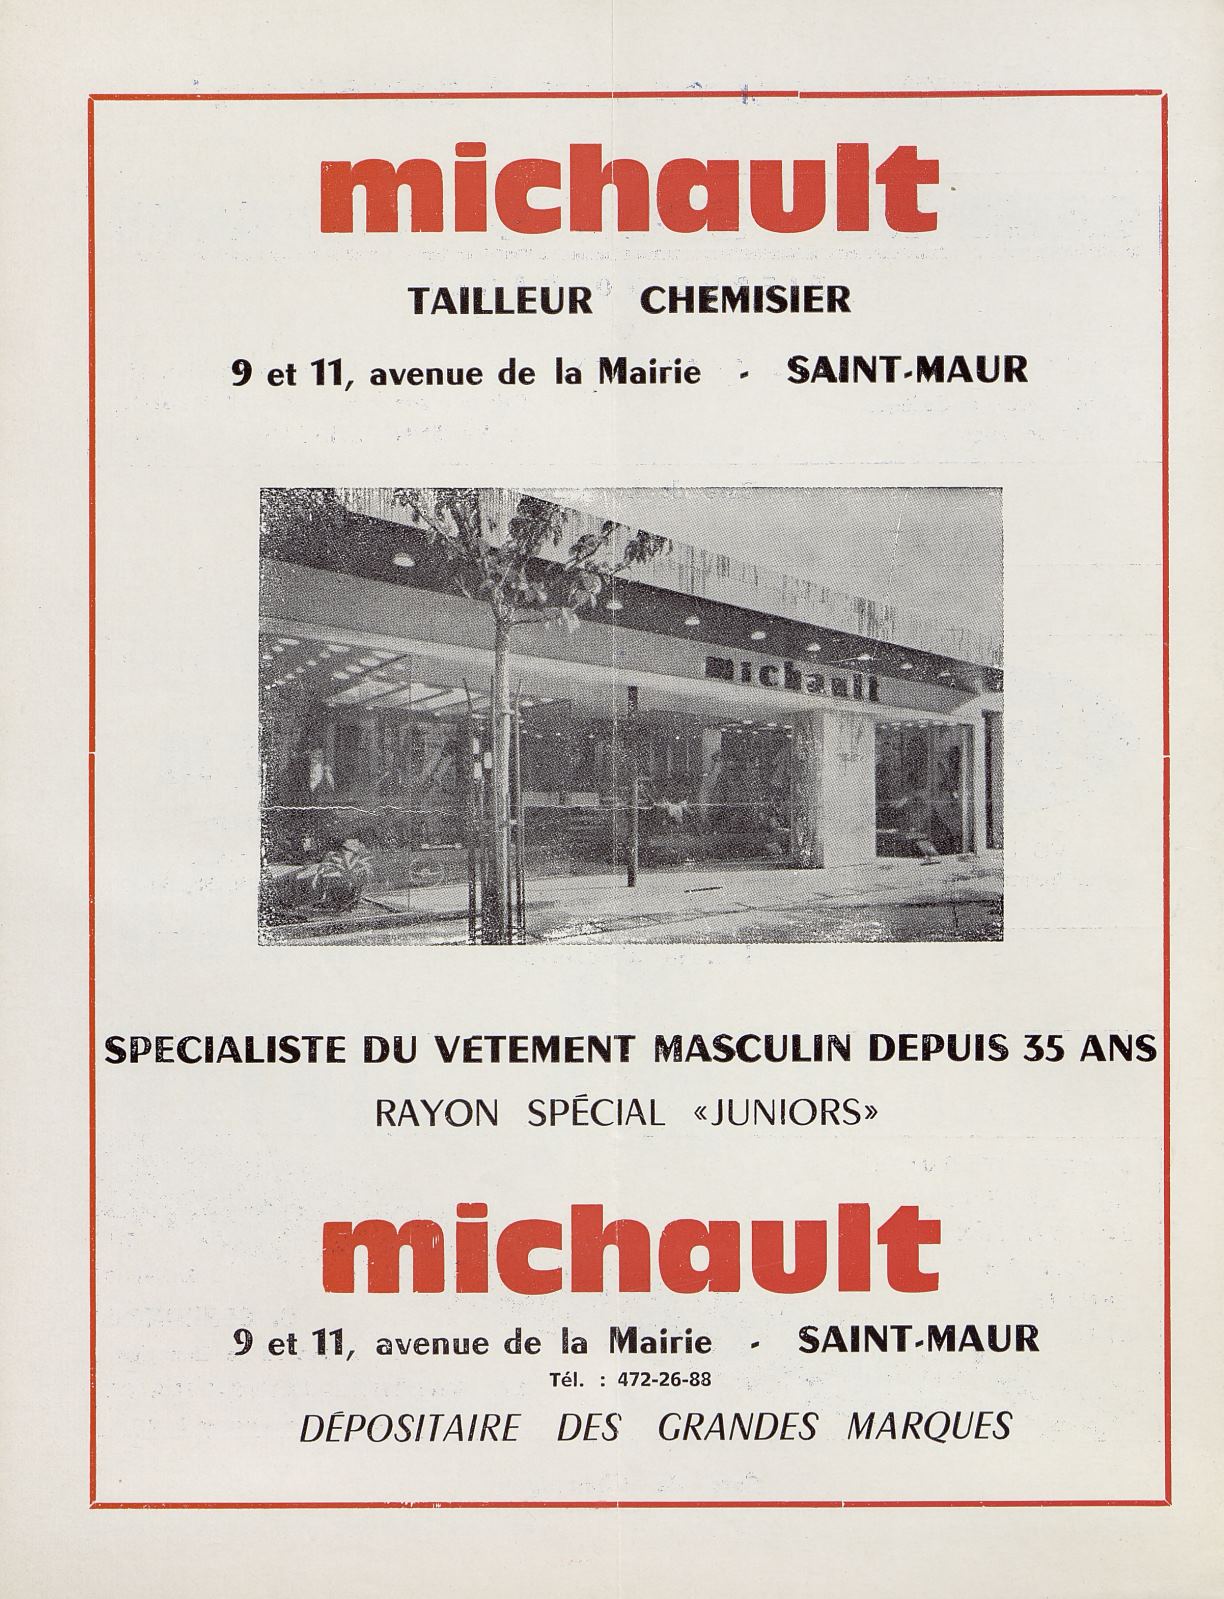 michault
TAILLEUR CHEMISIER
9 et 11, avenue de la Mairie - SAINT-MAUR
michault
SPECIALISTE DU VÉTEMENT MASCULIN DEPUIS 35 ANS
RAYON SPÉCIAL «JUNIORS»
michault
9 et 11, avenue de la Mairie - SAINT-MAUR
Tél. : 472-26-88
DÉPOSITAIRE DES GRANDES MARQUES